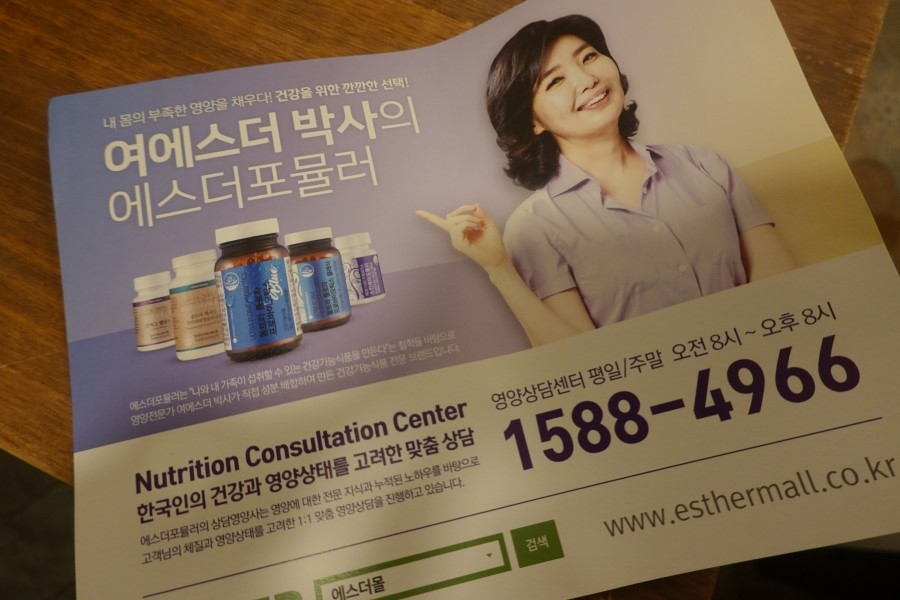 내 몸의 부족한 영양을 채우다! 건강을 위한 깐깐한 선택!
여에스더 박사의
에스더포뮬러
Blue
에스더포뮬러는 "나와 내 가족이 섭취할 수 있는 건강기능식품을 만든다"는 철학을 바탕으로
영양전문가 여에스더 박사가 직접 성분 배합하여 만든 건강기능식품 전문 브랜드입니다.
Nutrition Consultation Center
한국인의 건강과 영양상태를 고려한 맞춤 상담
에스더포뮬러의 상담영양사는 영양에 대한 전문 지식과 누적된 노하우를 바탕으로
고객님의 체질과 영양상태를 고려한 1:1 맞춤 영양상담을 진행하고 있습니다.
영양상담센터 평일/주말 오전 8시 ~ 오후 8시
1588-4966
www.esthermall.co.kr
에스더몰
검색